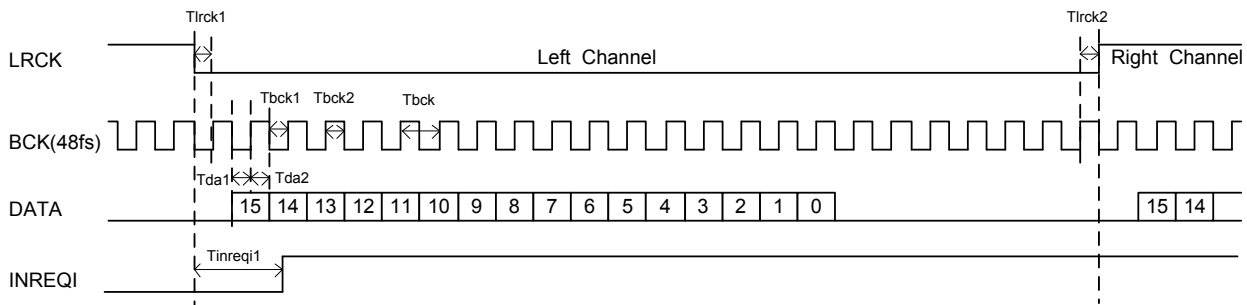 Tlrck1 Tlrck2
LRCK Left Channel Right Channel
Tbck1 Tbck2 Tbck
BCK(48fs)
Tda1 Tda2
DATA 15 14 13 12 11 10 9 8 7 6 5 4 3 2 1 0 15 14
Tinreqi1
INREQI